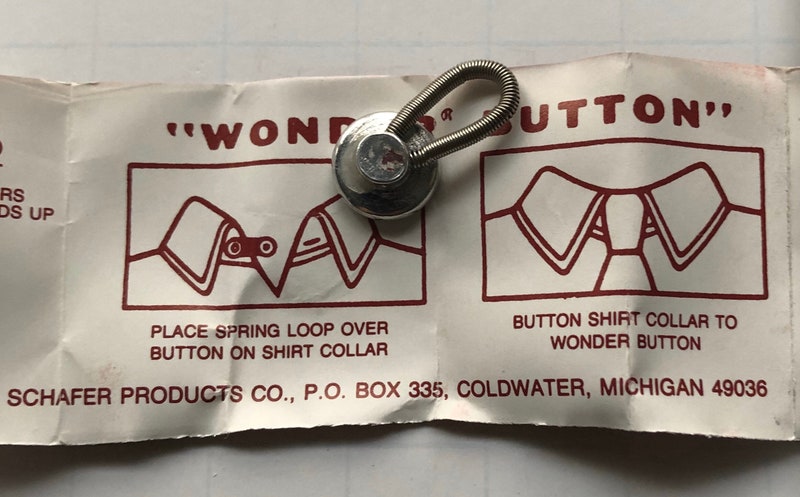 "WOND ® BUTTON"
RS
DS UP
PLACE SPRING LOOP OVER
BUTTON ON SHIRT COLLAR
BUTTON SHIRT COLLAR TO
WONDER BUTTON
SCHAFER PRODUCTS CO., P.O. BOX 335, COLDWATER, MICHIGAN 49036